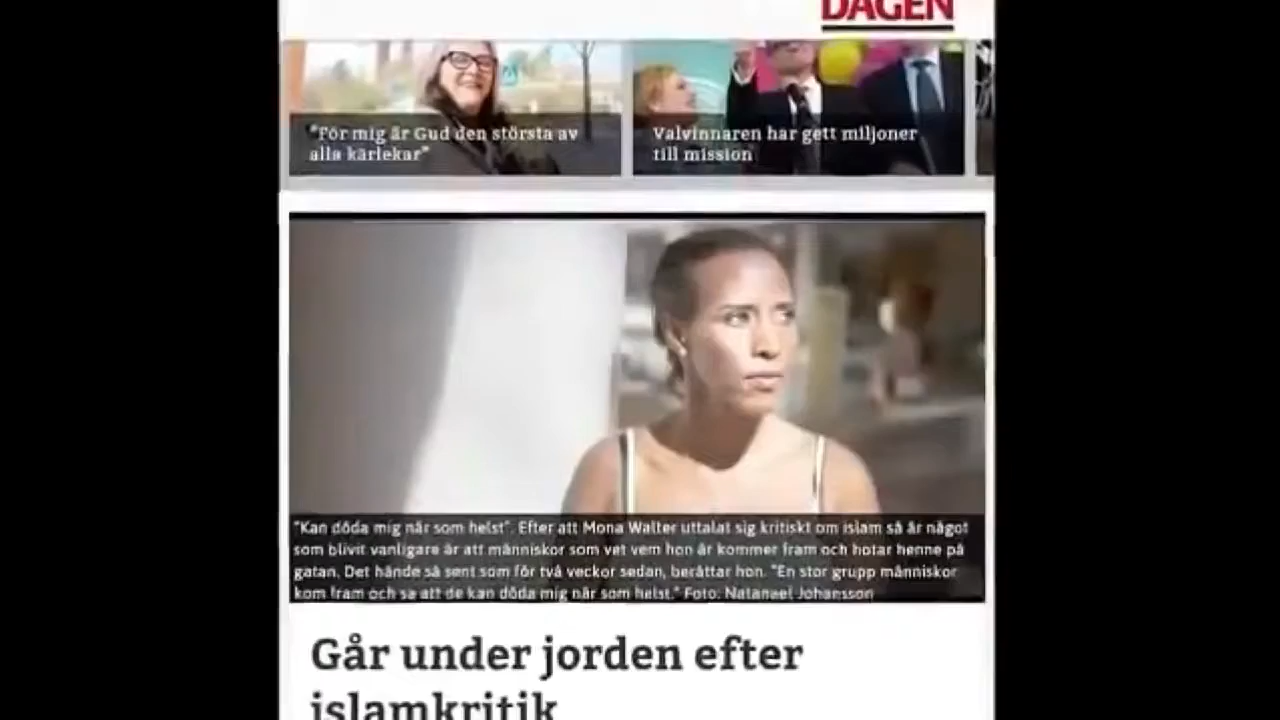 DAGEN
"För mig är Gud den största av
alla kärlekar"
Valvinnaren har gett miljoner
till mission
"Kan döda mig när som helst". Efter att Mona Walter uttalat sig kritiskt om islam så är något
som blivit vanligare är att människor som vet vem hon är kommer fram och hotar henne på
gatan. Det hände så sent som för två veckor sedan, berättar hon. "En stor grupp människor
kom fram och sa att de kan döda mig när som helst." Foto: Natanael Johansson
Går under jorden efter
islamkritik